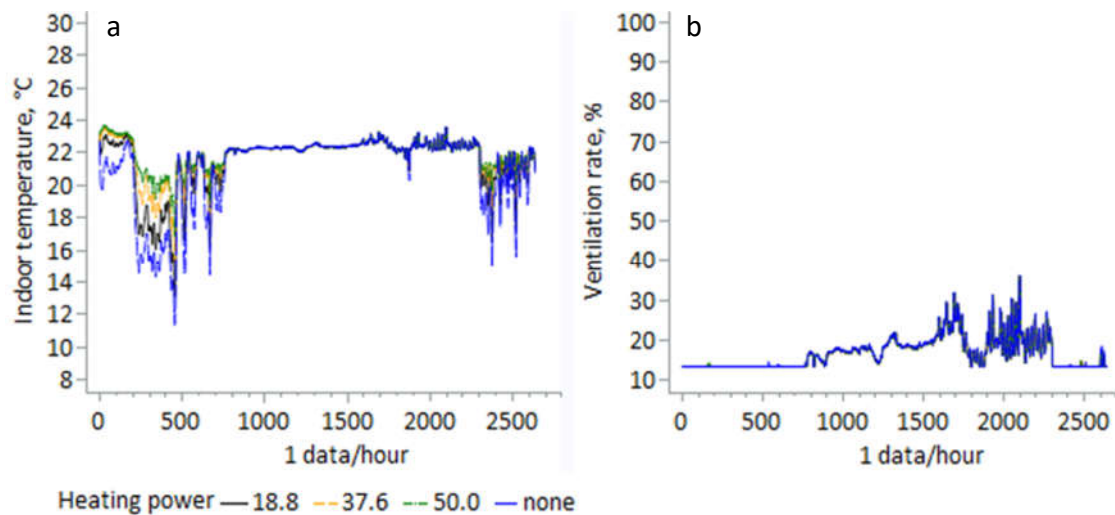 a
Indoor temperature, °C
30
28
26
24
22
20
18
16
14
12
10
8
0 500 1000 1500 2000 2500
1 data/hour
b
Ventilation rate, %
100
90
80
70
60
50
40
30
20
10
0 500 1000 1500 2000 2500
1 data/hour
Heating power 18.8 37.6 50.0 none